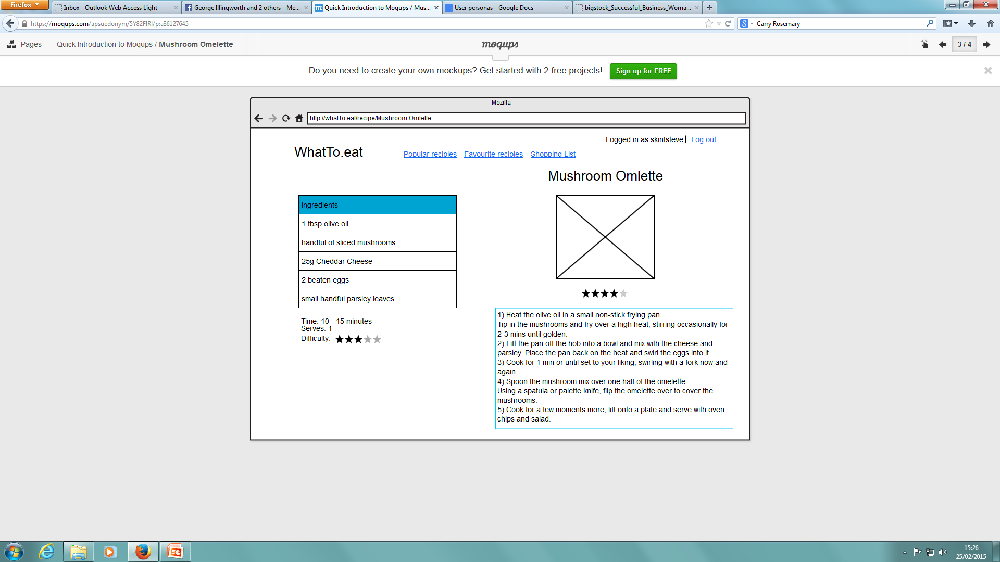 Firefox
Inbox - Outlook Web Access Light
George Illingworth and 2 others - Me...
Quick Introduction to Moqups / Mus...
User personas - Google Docs
bigstock_Successful_Business_Woma...
https://moqups.com/apsuedonym/5Y82FIRI/p:a36127645
Carry Rosemary
Pages
Quick Introduction to Moqups / Mushroom Omelette
moqups
3 / 4
Do you need to create your own mockups? Get started with 2 free projects!
Sign up for FREE
Mozilla
http://whatTo.eat/recipe/Mushroom Omlette
Logged in as skintsteve
Log out
WhatTo.eat
Popular recipies
Favourite recipies
Shopping List
Mushroom Omlette
Ingredients
1 tbsp olive oil
handful of sliced mushrooms
25g Cheddar Cheese
2 beaten eggs
small handful parsley leaves
Time: 10 - 15 minutes
Serves: 1
Difficulty:
1) Heat the olive oil in a small non-stick frying pan.
Tip in the mushrooms and fry over a high heat, stirring occasionally for
2-3 mins until golden.
2) Lift the pan off the hob into a bowl and mix with the cheese and
parsley. Place the pan back on the heat and swirl the eggs into it.
3) Cook for 1 min or until set to your liking, swirling with a fork now and
again.
4) Spoon the mushroom mix over one half of the omelette.
Using a spatula or palette knife, flip the omelette over to cover the
mushrooms.
5) Cook for a few moments more, lift onto a plate and serve with oven
chips and salad.
15:26
25/02/2015